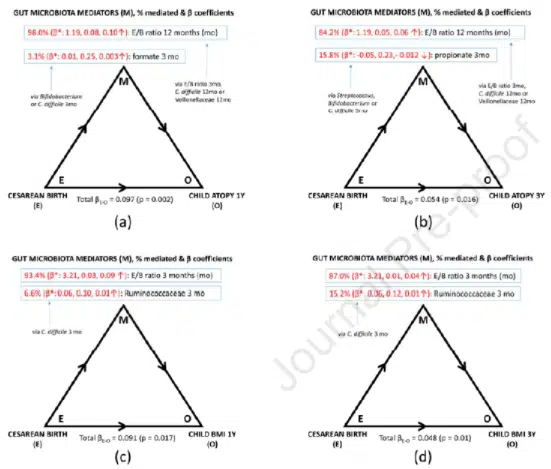 GUT MICROBIOTA MEDIATORS (M), % mediated & β coefficients
98.0% (β*: 1.19, 0.08, 0.10↑): E/B ratio 12 months (mo)
3.1% (β*: 0.01, 0.25, 0.003↑): formate 3 mo
via Bifidobacterium
or C. difficile 3mo
via E/B ratio 3mo,
C. difficile 12mo or
Veillonellaceae 12mo
M
E
O
CESAREAN BIRTH
(E)
Total βE-O = 0.097 (p = 0.002)
CHILD ATOPY 1Y
(O)
(a)
GUT MICROBIOTA MEDIATORS (M), % mediated & β coefficients
84.2% (β*: 1.19, 0.05, 0.06 ↑): E/B ratio 12 months (mo)
15.8% (β*: -0.05, 0.23, -0.012 ↓): propionate 3mo
via Streptococcus,
Bifidobacterium or
C. difficile 3mo
via E/B ratio 3mo,
C. difficile 12mo or
Veillonellaceae 12mo
M
E
O
CESAREAN BIRTH
(E)
Total βE-O = 0.054 (p = 0.016)
CHILD ATOPY 3Y
(O)
(b)
GUT MICROBIOTA MEDIATORS (M), % mediated & β coefficients
93.4% (β*: 3.21, 0.03, 0.09 ↑): E/B ratio 3 months (mo)
6.6% (β*:0.06, 0.10, 0.01↑): Ruminococcaceae 3 mo
via C. difficile 3 mo
M
E
O
CESAREAN BIRTH
(E)
Total βE-O = 0.091 (p = 0.017)
CHILD BMI 1Y
(O)
(c)
GUT MICROBIOTA MEDIATORS (M), % mediated & β coefficients
87.0% (β*: 3.21, 0.01, 0.04↑): E/B ratio 3 months (mo)
15.2% (β*: 0.06, 0.12, 0.01↑): Ruminococcaceae 3 mo
via C. difficile 3 mo
M
E
O
CESAREAN BIRTH
(E)
Total βE-O = 0.048 (p = 0.01)
CHILD BMI 3Y
(O)
(d)
Journal Pre-proof